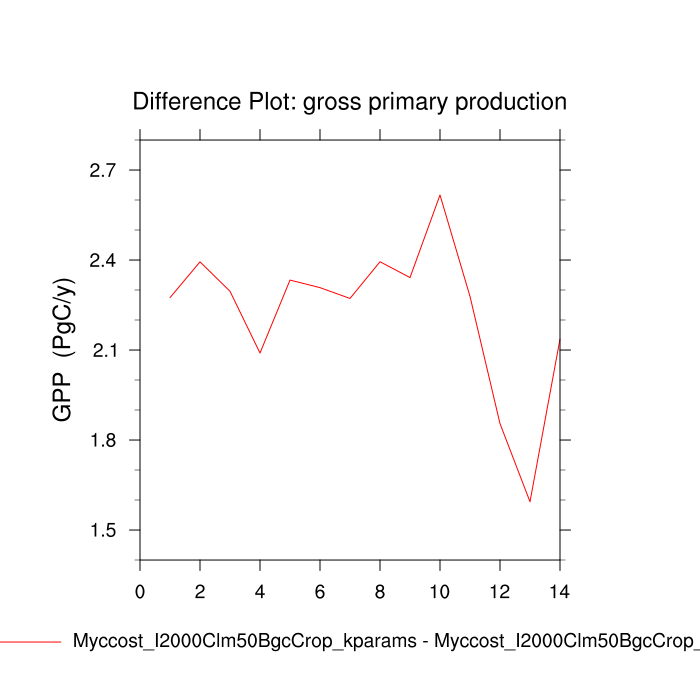 Difference Plot: gross primary production
2.7
2.4
2.1
1.8
1.5
GPP (PgC/y)
0 2 4 6 8 10 12 14
Myccost_I2000Clm50BgcCrop_kparams - Myccost_I2000Clm50BgcCrop_